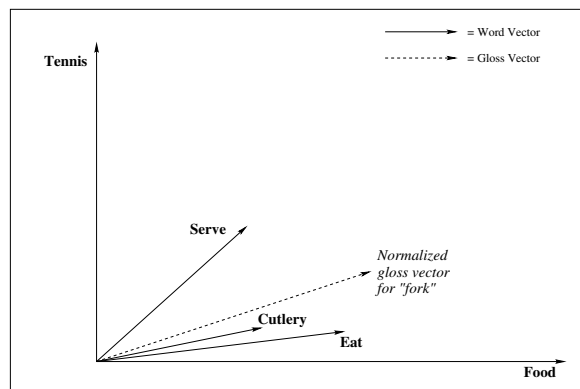 = Word Vector
Tennis
= Gloss Vector
Serve
Normalized
gloss vector
for "fork"
Cutlery
Eat
Food